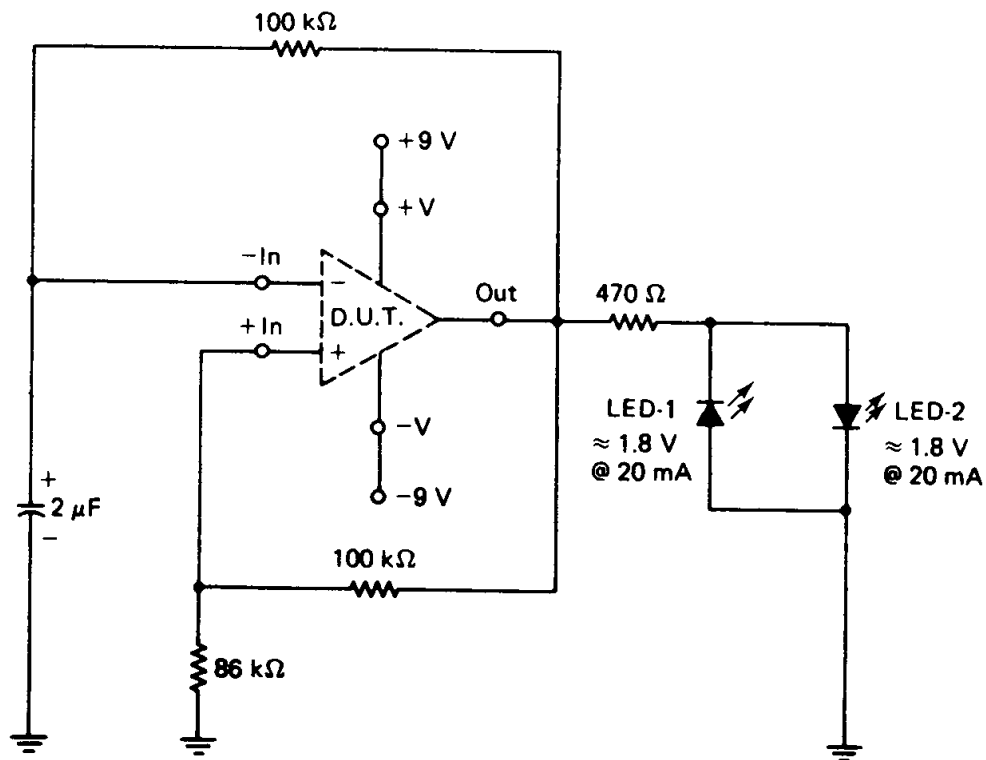 100 kΩ
+9 V
+V
−In
−
D.U.T.
+In
+
Out
470 Ω
LED-1
≈ 1.8 V
@ 20 mA
LED-2
≈ 1.8 V
@ 20 mA
−V
−9 V
+
2 μF
−
100 kΩ
86 kΩ